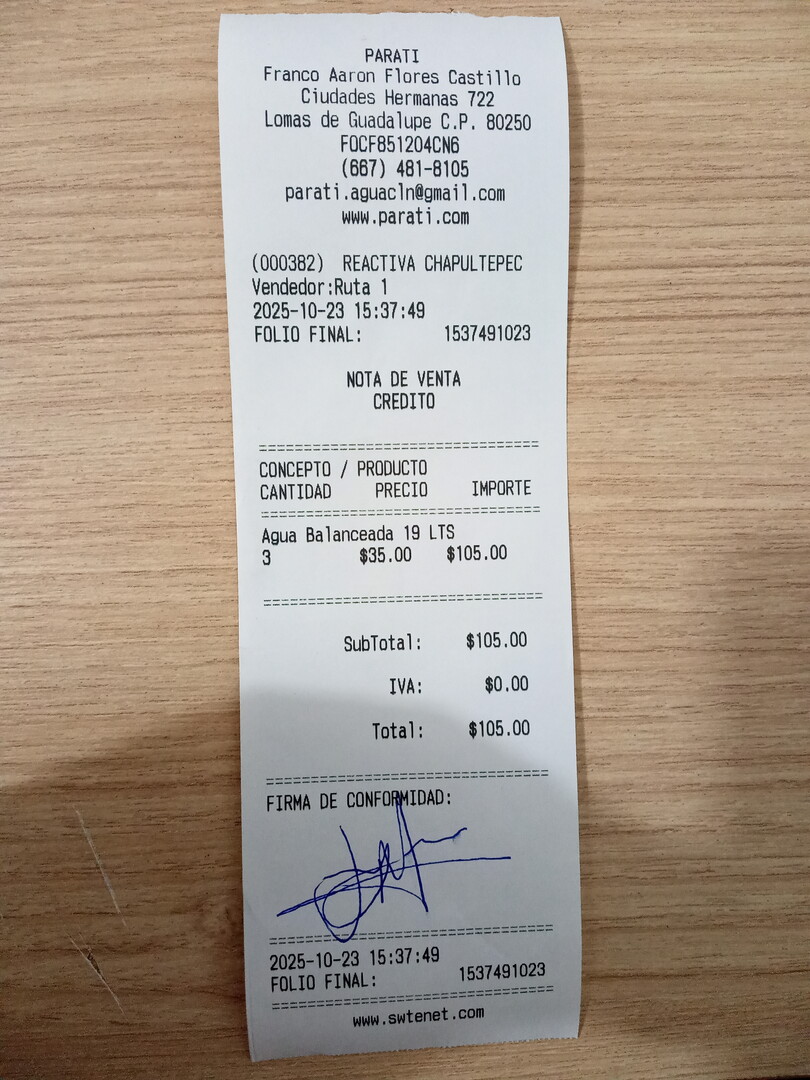 PARATI
Franco Aaron Flores Castillo
Ciudades Hermanas 722
Lomas de Guadalupe C.P. 80250
FOCF851204CN6
(667) 481-8105
parati.aguacln@gmail.com
www.parati.com
(000382) REACTIVA CHAPULTEPEC
Vendedor:Ruta 1
2025-10-23 15:37:49
FOLIO FINAL: 1537491023
NOTA DE VENTA
CREDITO
CONCEPTO / PRODUCTO
CANTIDAD PRECIO IMPORTE
Agua Balanceada 19 LTS
3 $35.00 $105.00
SubTotal: $105.00
IVA: $0.00
Total: $105.00
FIRMA DE CONFORMIDAD:
2025-10-23 15:37:49
FOLIO FINAL: 1537491023
www.swtenet.com